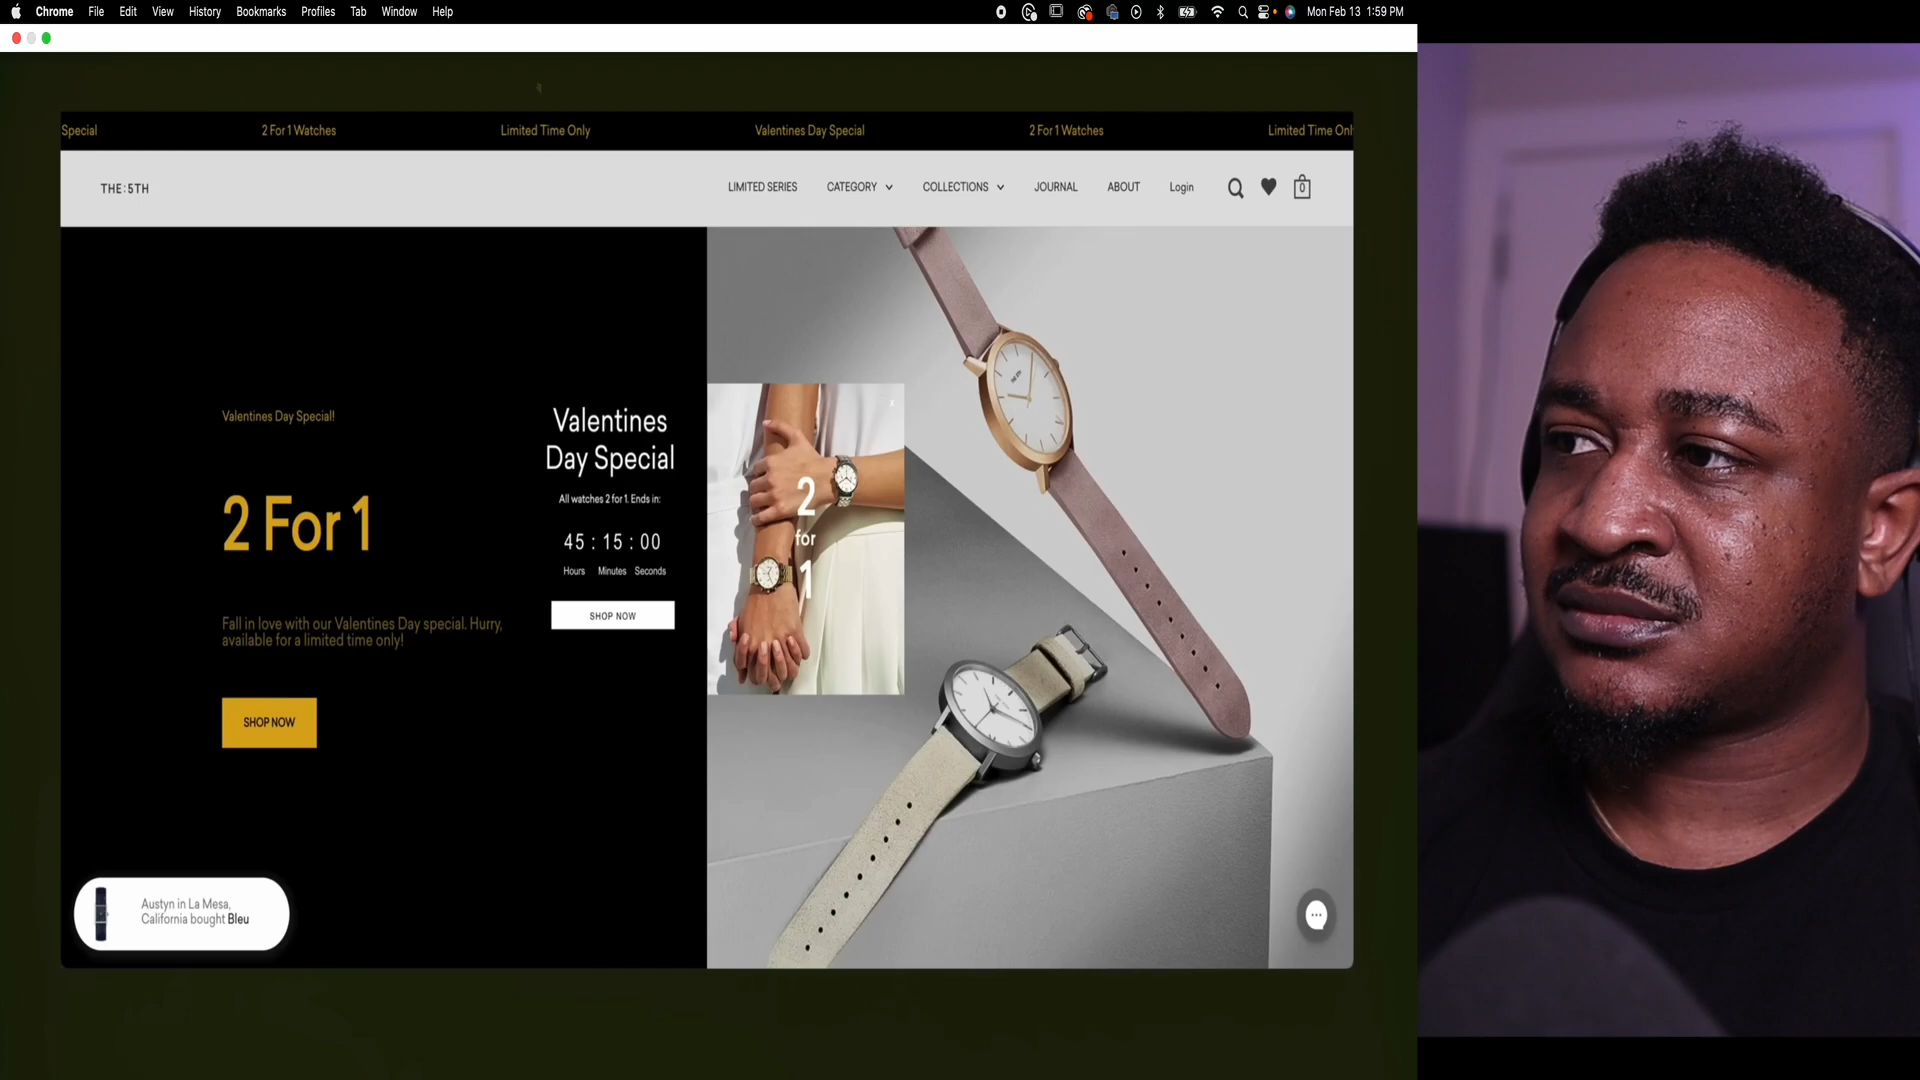 Chrome File Edit View History Bookmarks Profiles Tab Window Help Mon Feb 13 1:59 PM
Special 2 For 1 Watches Limited Time Only Valentines Day Special 2 For 1 Watches Limited Time Onl
THE:5TH LIMITED SERIES CATEGORY COLLECTIONS JOURNAL ABOUT Login 0
Valentines Day Special!
2 For 1
Fall in love with our Valentines Day special. Hurry,
available for a limited time only!
SHOP NOW
Valentines
Day Special
All watches 2 for 1. Ends in:
45 : 15 : 00
Hours Minutes Seconds
SHOP NOW
x
2
for
1
Austyn in La Mesa,
California bought Bleu